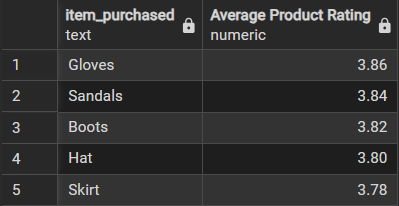 item_purchased Average Product Rating
text numeric
1 Gloves 3.86
2 Sandals 3.84
3 Boots 3.82
4 Hat 3.80
5 Skirt 3.78